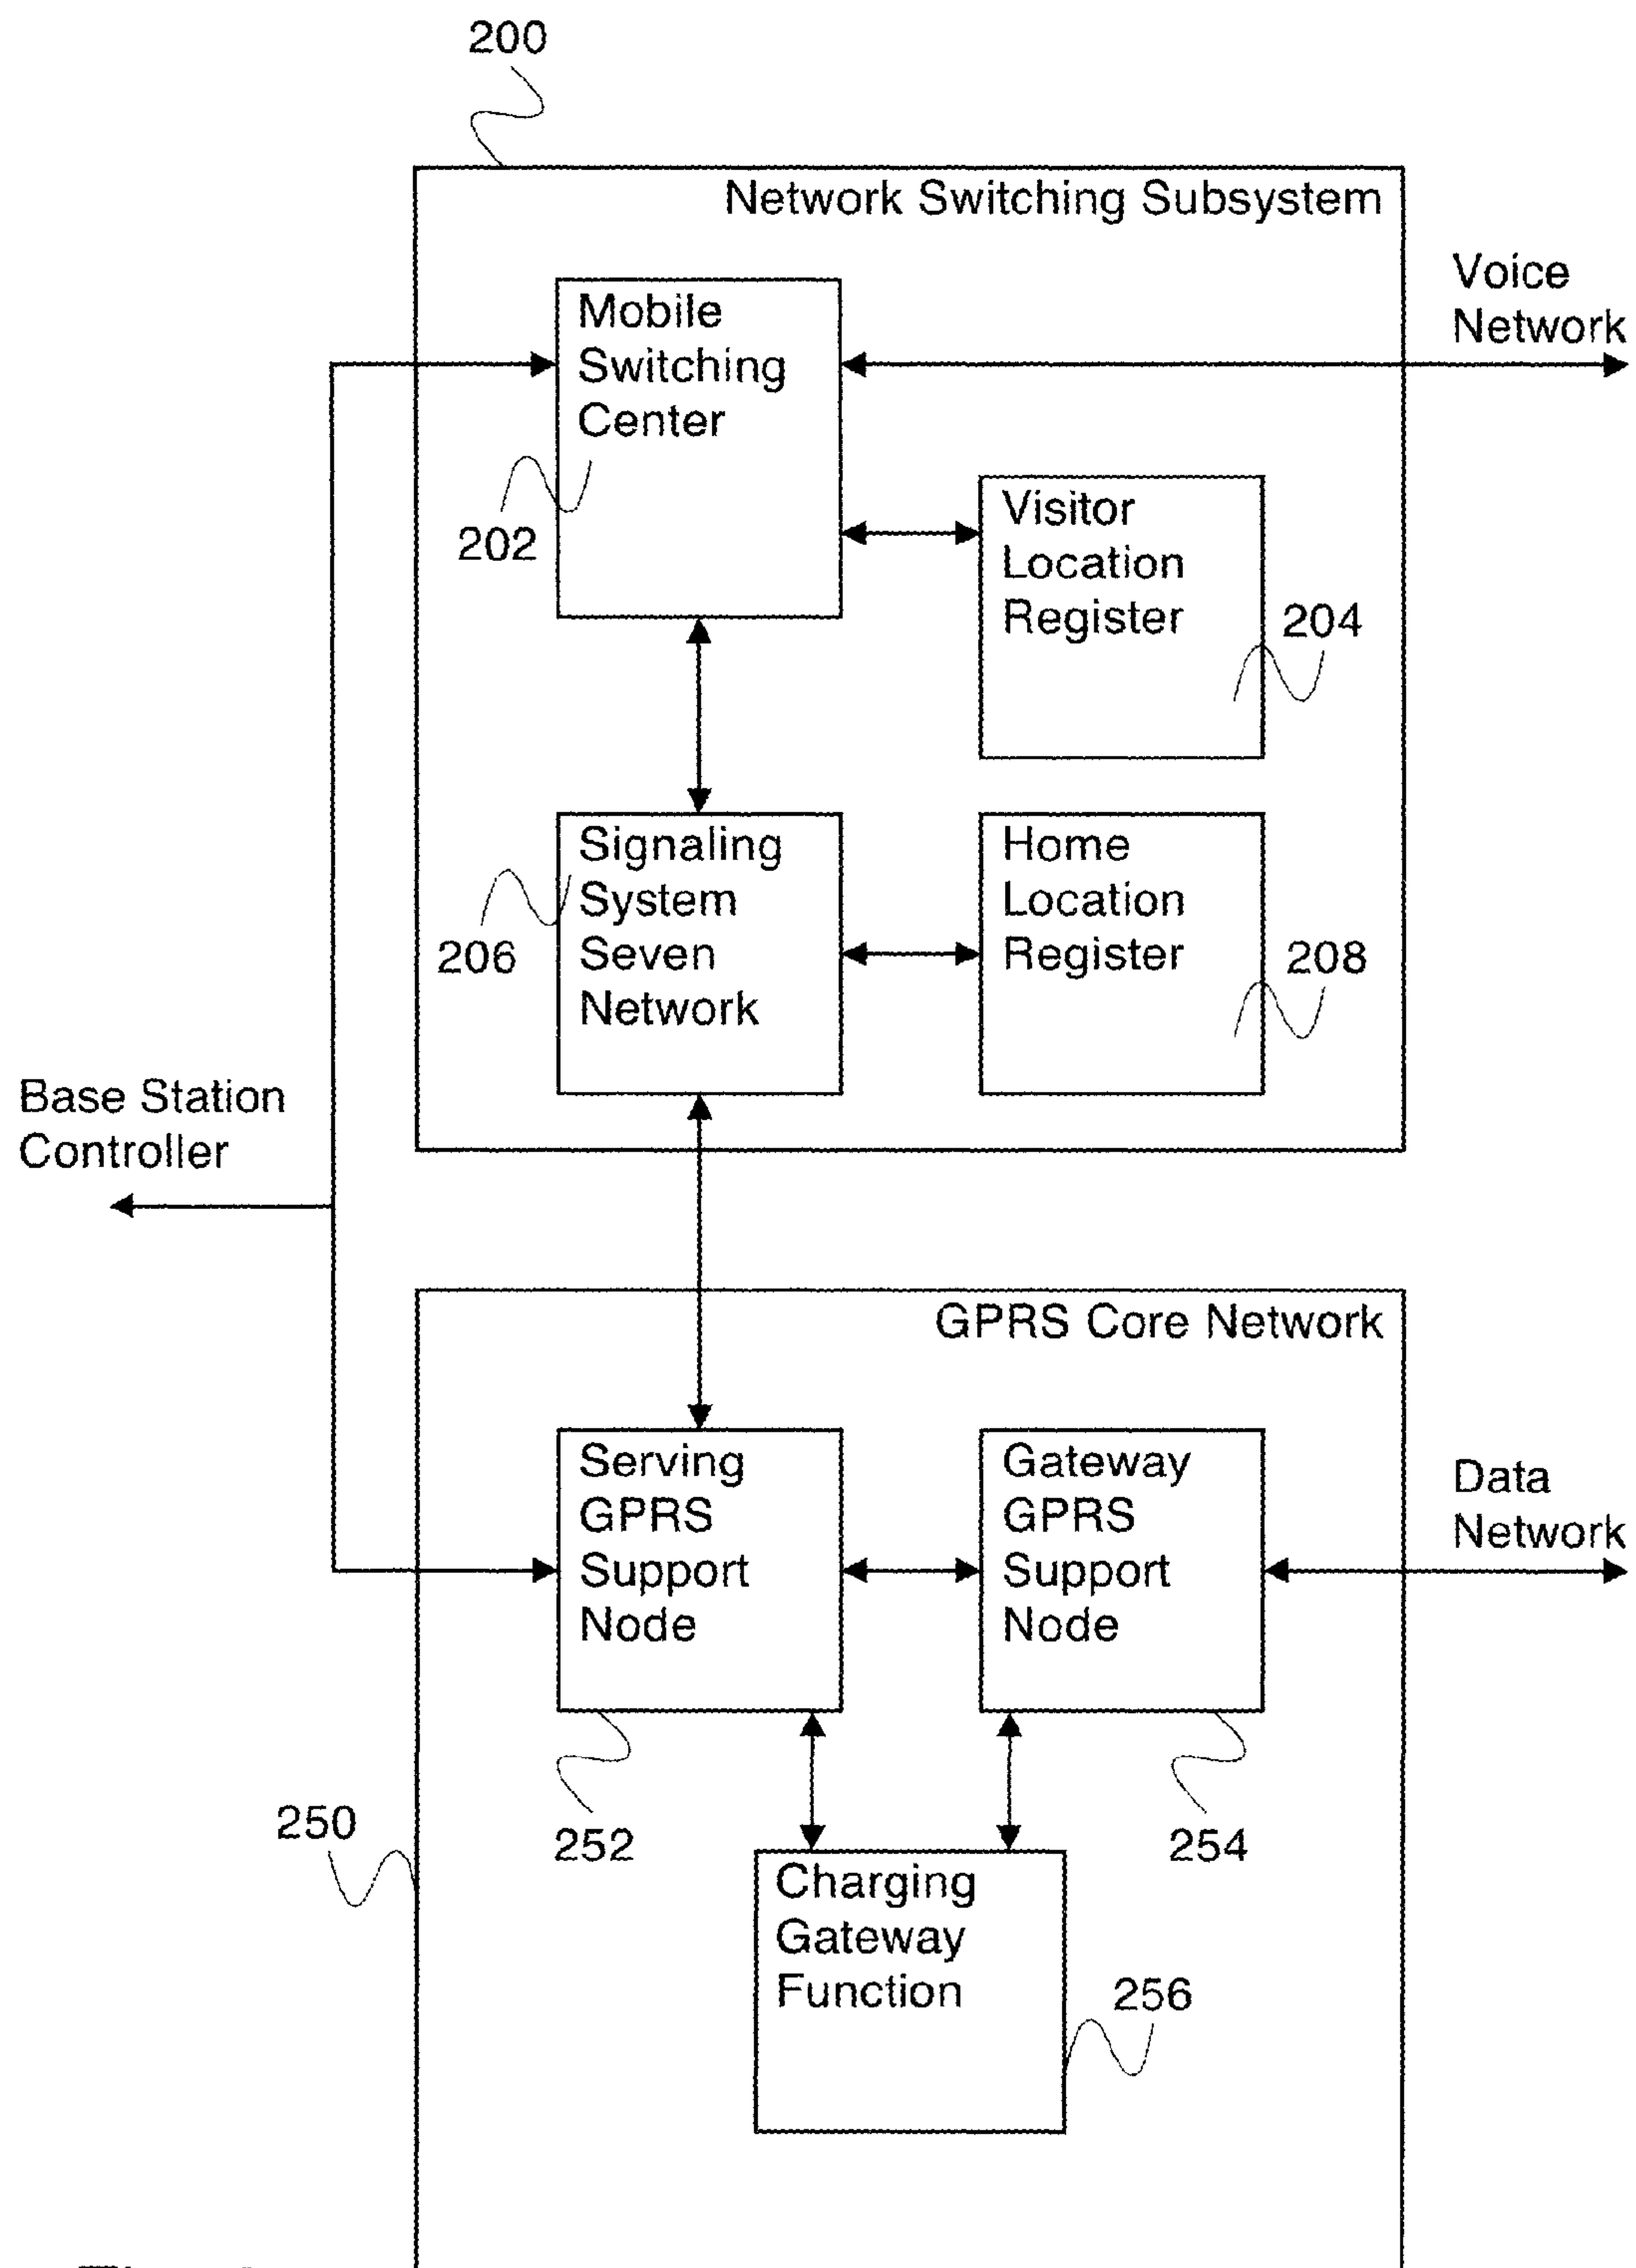 200
Network Switching Subsystem
Voice
Network
Mobile
Switching
Center
202
Visitor
Location
Register
204
Signaling
System
Seven
Network
206
Home
Location
Register
208
Base Station
Controller
GPRS Core Network
Serving
GPRS
Support
Node
Gateway
GPRS
Support
Node
Data
Network
250
252
254
Charging
Gateway
Function
256